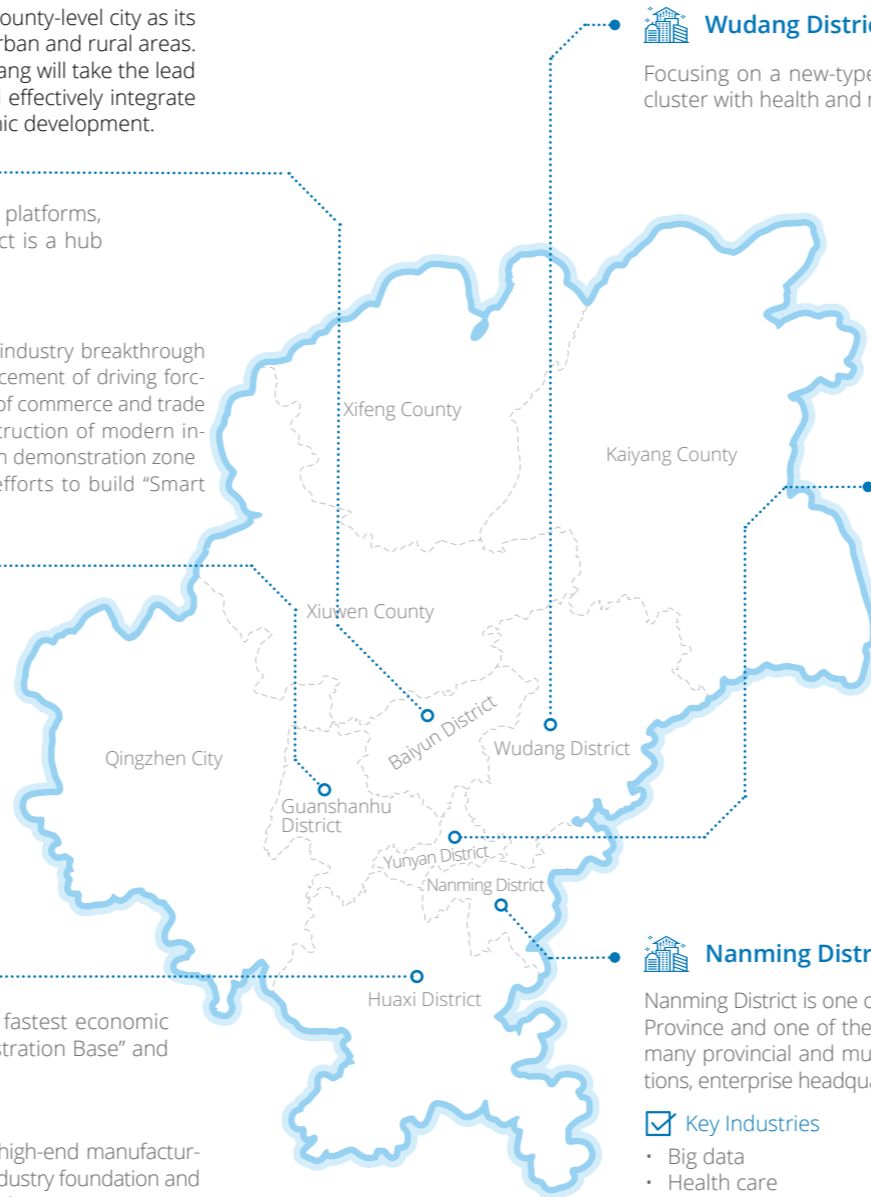 ounty-level city as its
rban and rural areas.
ang will take the lead
effectively integrate
nic development.
platforms,
ct is a hub
industry breakthrough
cement of driving forc-
of commerce and trade
truction of modern in-
n demonstration zone
efforts to build “Smart
fastest economic
stration Base” and
high-end manufactur-
dustry foundation and
Wudang Distric
Focusing on a new-type
cluster with health and
Xifeng County
Kaiyang County
Xiuwen County
Qingzhen City
Baiyun District
Wudang District
Guanshanhu
District
Yunyan District
Nanming District
Huaxi District
Nanming Distr
Nanming District is one
Province and one of the
many provincial and mu
tions, enterprise headqua
Key Industries
• Big data
• Health care